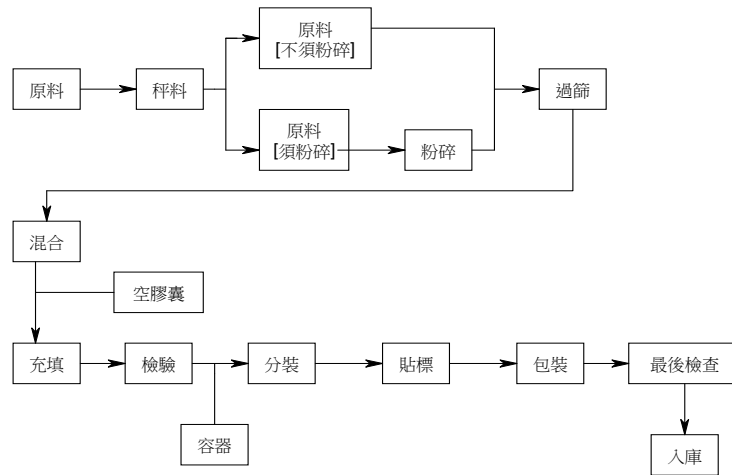 原料
秤料
原料
[不須粉碎]
原料
[須粉碎]
粉碎
過篩
混合
空膠囊
充填
檢驗
容器
分裝
貼標
包裝
最後檢查
入庫